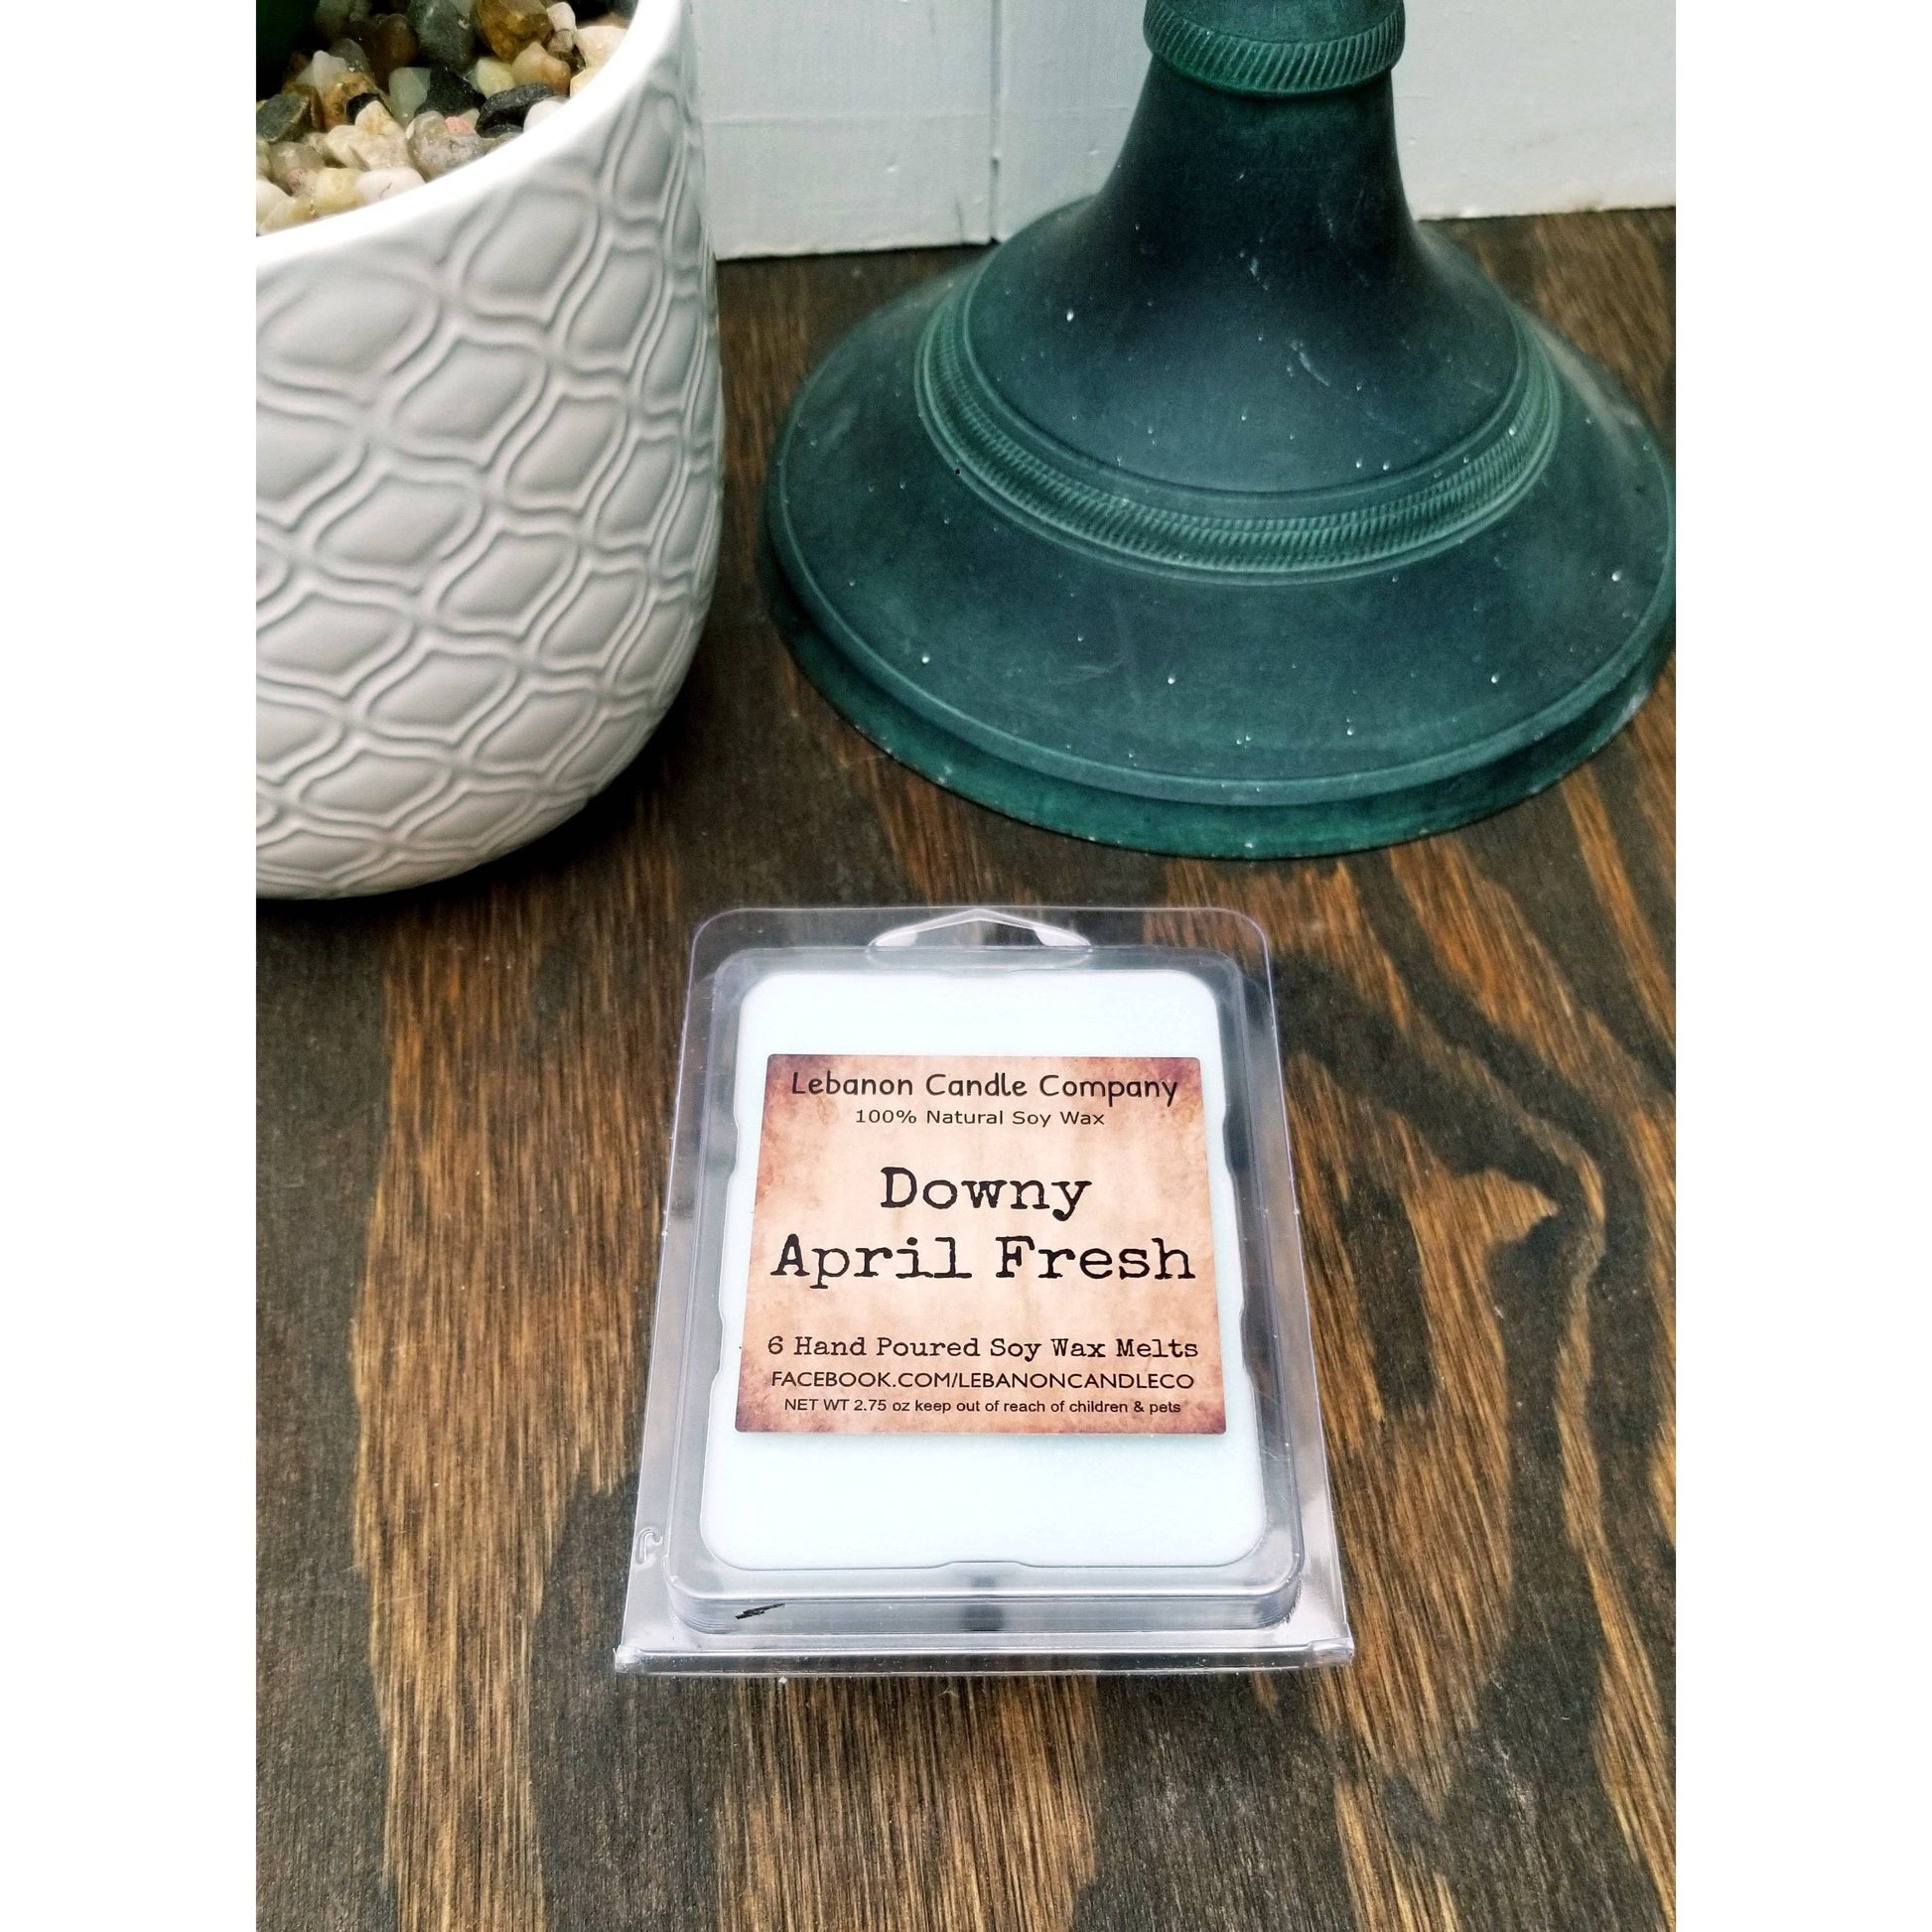 Lebanon Candle Company
100% Natural Soy Wax
Downy
April Fresh
6 Hand Poured Soy Wax Melts
FACEBOOK.COM/LEBANONCANDLECO
NET WT 2.75 oz keep out of reach of children & pets